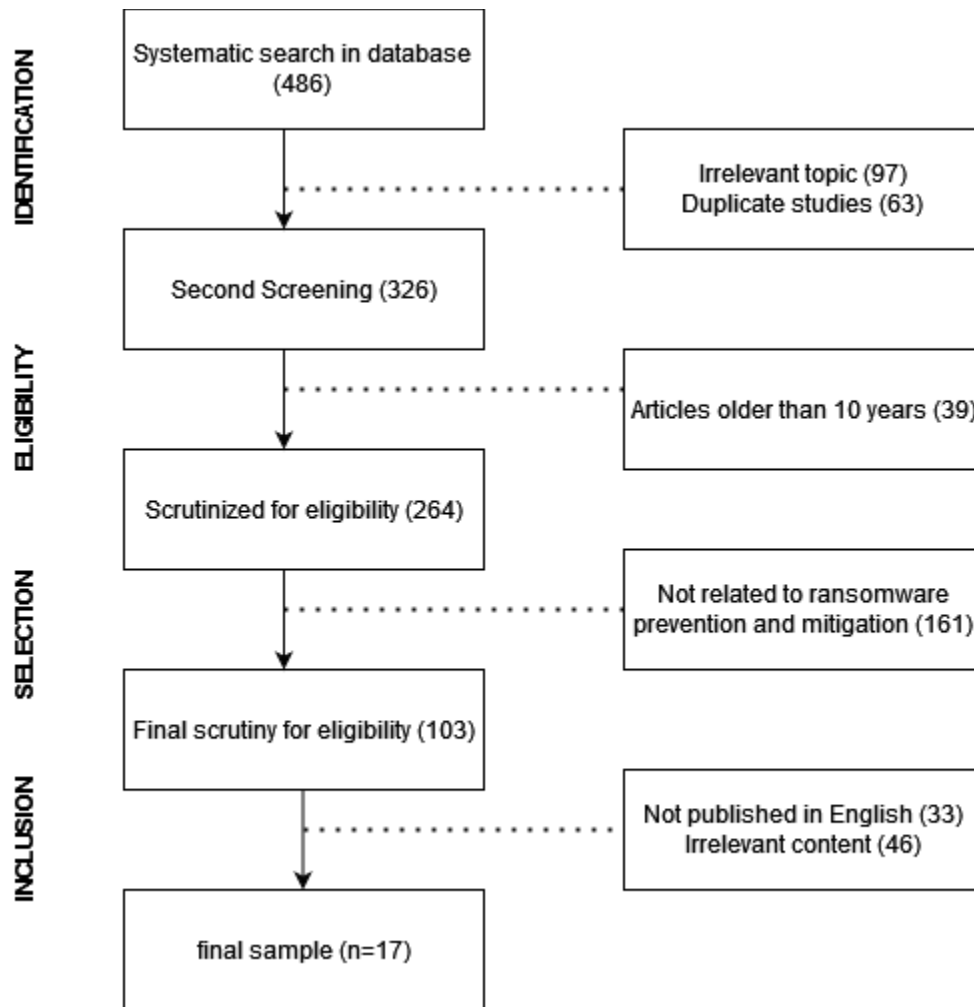 IDENTIFICATION
Systematic search in database
(486)
Irrelevant topic (97)
Duplicate studies (63)
Second Screening (326)
ELIGIBILITY
Articles older than 10 years (39)
Scrutinized for eligibility (264)
SELECTION
Not related to ransomware
prevention and mitigation (161)
Final scrutiny for eligibility (103)
INCLUSION
Not published in English (33)
Irrelevant content (46)
final sample (n=17)